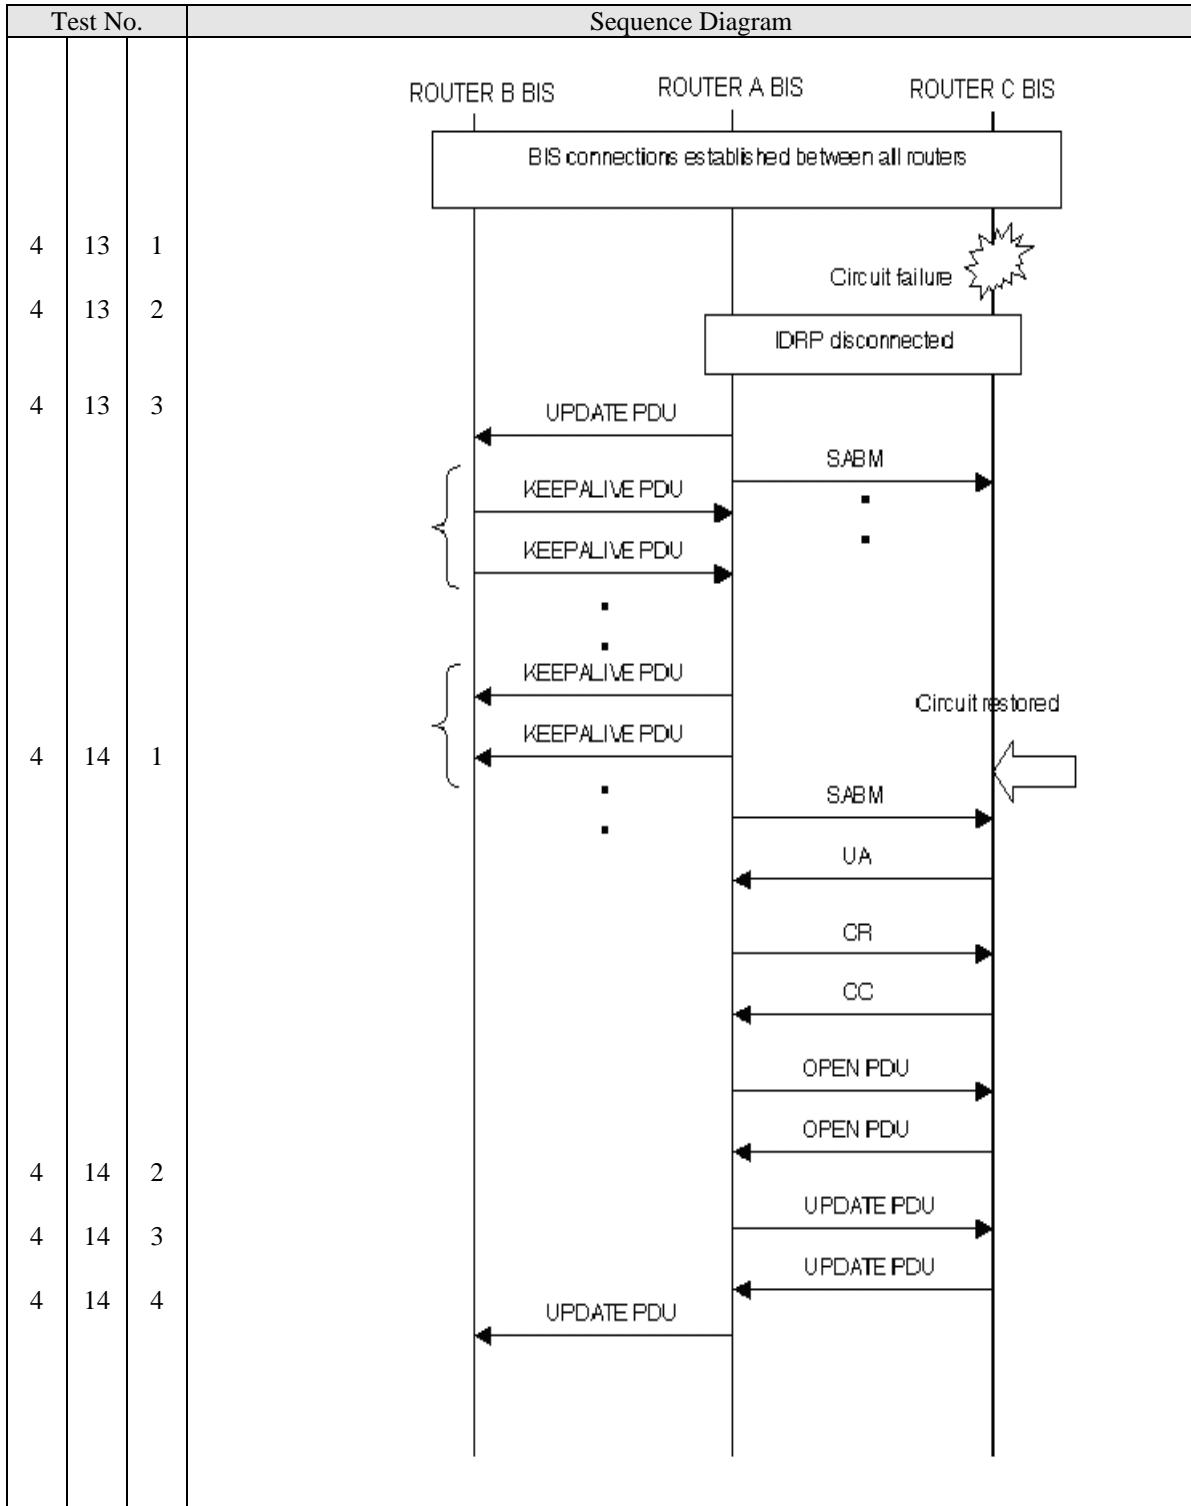 Test No. Sequence Diagram
ROUTER B BIS ROUTER A BIS ROUTER C BIS
BIS connections established between all routers
4 13 1
Circuit failure
4 13 2
IDRP disconnected
4 13 3
UPDATE PDU
SABM
KEEPALIVE PDU
KEEPALIVE PDU
KEEPALIVE PDU
Circuit restored
KEEPALIVE PDU
4 14 1
SABM
UA
CR
CC
OPEN PDU
OPEN PDU
4 14 2
UPDATE PDU
4 14 3
UPDATE PDU
4 14 4
UPDATE PDU